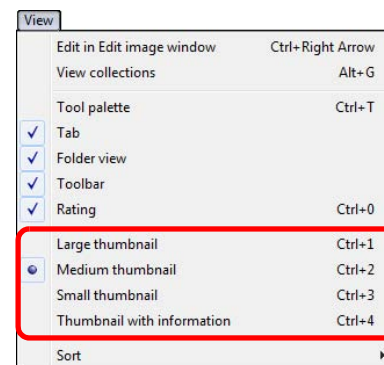 View
Edit in Edit image window Ctrl+Right Arrow
View collections Alt+G
Tool palette Ctrl+T
Tab
Folder view
Toolbar
Rating Ctrl+0
Large thumbnail Ctrl+1
Medium thumbnail Ctrl+2
Small thumbnail Ctrl+3
Thumbnail with information Ctrl+4
Sort